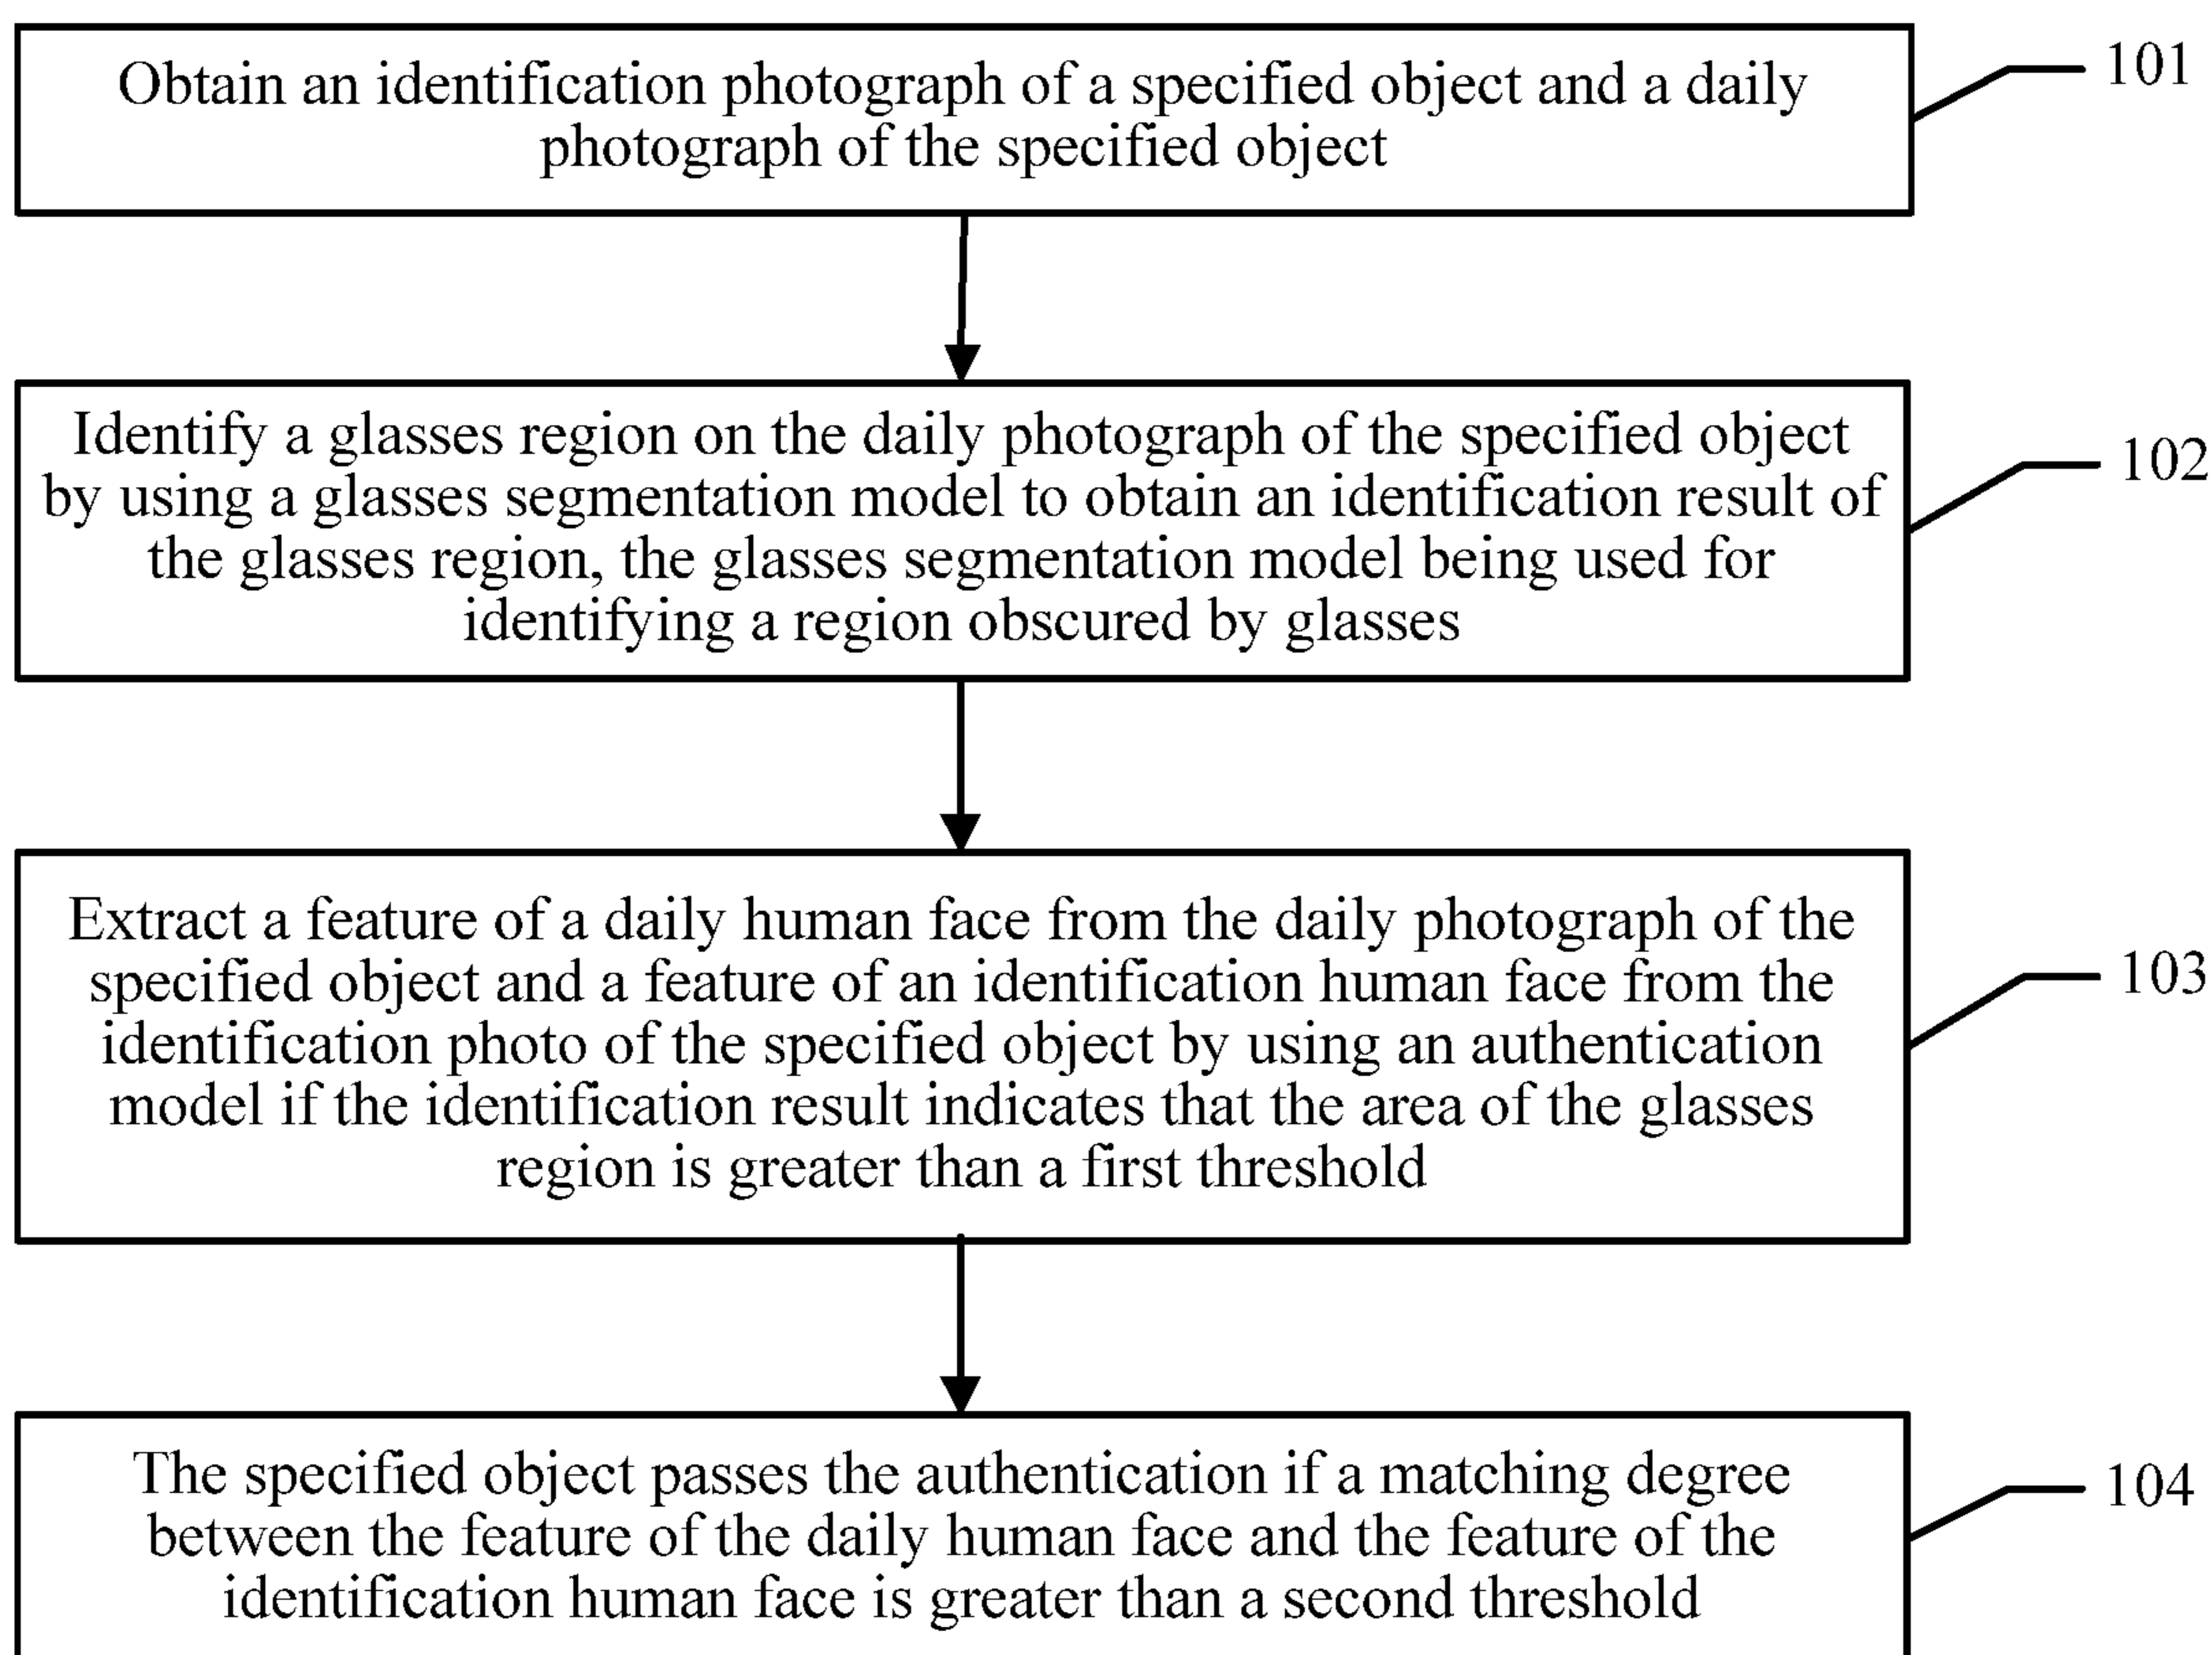 Obtain an identification photograph of a specified object and a daily
photograph of the specified object
101
Identify a glasses region on the daily photograph of the specified object
by using a glasses segmentation model to obtain an identification result of
the glasses region, the glasses segmentation model being used for
identifying a region obscured by glasses
102
Extract a feature of a daily human face from the daily photograph of the
specified object and a feature of an identification human face from the
identification photo of the specified object by using an authentication
model if the identification result indicates that the area of the glasses
region is greater than a first threshold
103
The specified object passes the authentication if a matching degree
between the feature of the daily human face and the feature of the
identification human face is greater than a second threshold
104